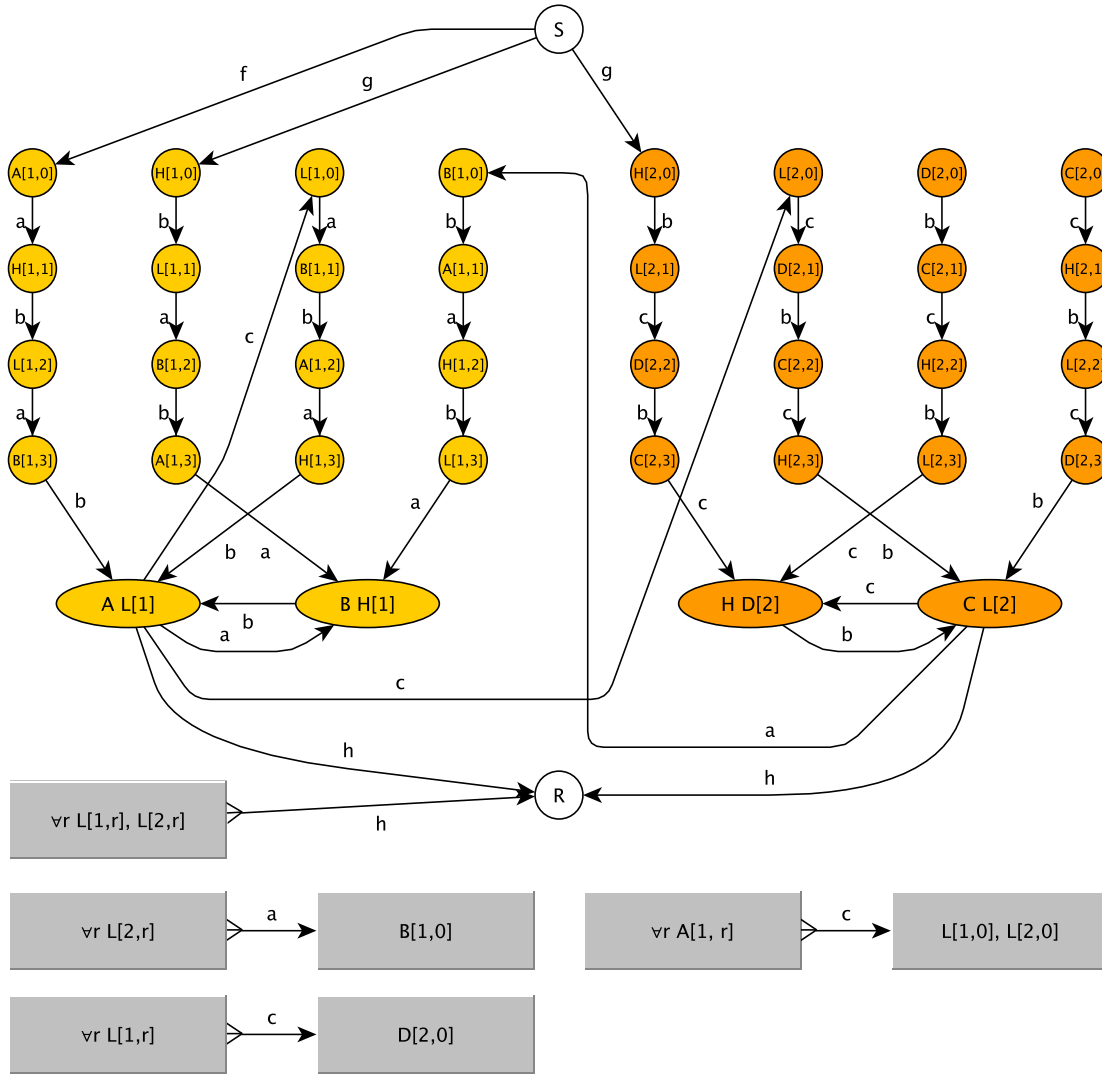 S
f
g
g
A[1,0]
H[1,0]
L[1,0]
B[1,0]
H[2,0]
L[2,0]
D[2,0]
C[2,0
a
b
a
b
b
c
b
c
H[1,1]
L[1,1]
B[1,1]
A[1,1]
L[2,1]
D[2,1]
C[2,1]
H[2,1
b
a
b
a
c
b
c
b
c
L[1,2]
B[1,2]
A[1,2]
H[1,2]
D[2,2]
C[2,2]
H[2,2]
L[2,2]
a
b
a
b
b
c
b
c
B[1,3]
A[1,3]
H[1,3]
L[1,3]
C[2,3]
H[2,3]
L[2,3]
D[2,3
b
a
c
b
b
a
c
b
A L[1]
B H[1]
H D[2]
C L[2]
b
a
c
b
c
a
h
h
R
∀r L[1,r], L[2,r]
h
∀r L[2,r]
a
B[1,0]
∀r A[1, r]
c
L[1,0], L[2,0]
∀r L[1,r]
c
D[2,0]